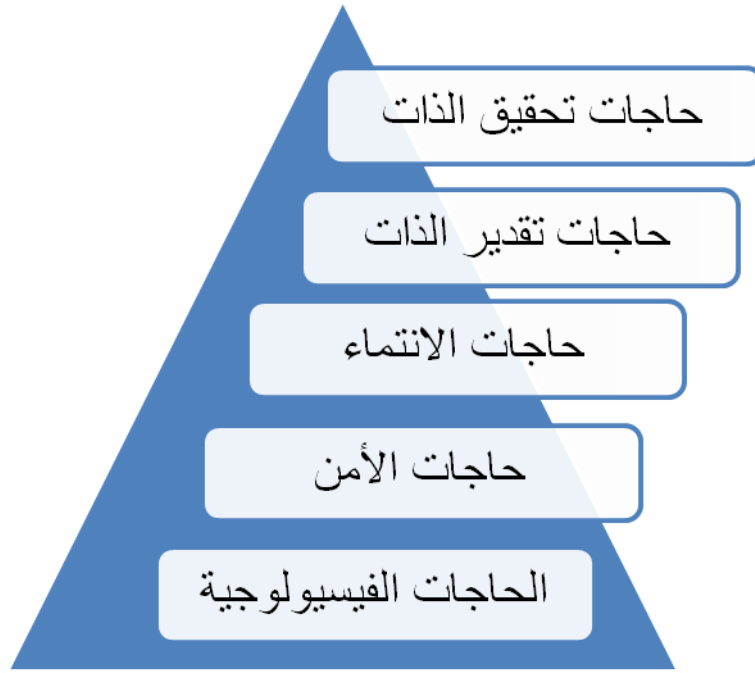 حاجات تحقيق الذات
حاجات تقدير الذات
حاجات الانتماء
حاجات الأمن
الحاجات الفيسيولوجية